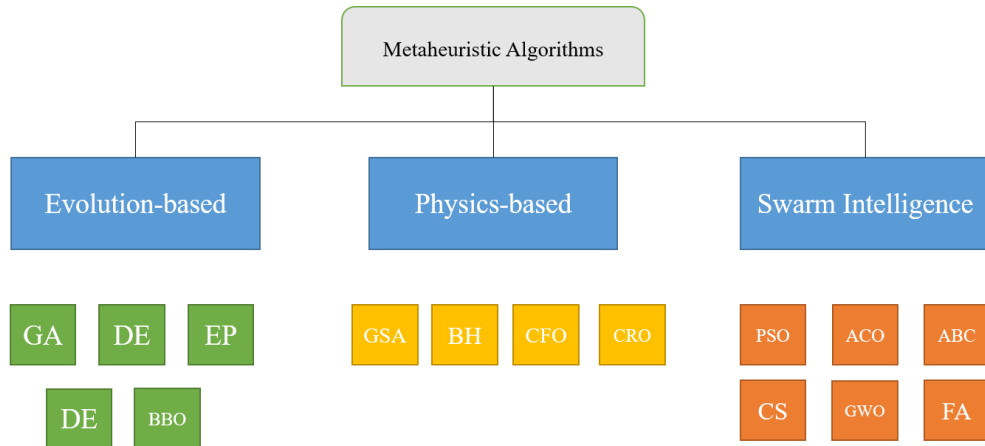 Metaheuristic Algorithms
Evolution-based
Physics-based
Swarm Intelligence
GA
DE
EP
DE
BBO
GSA
BH
CFO
CRO
PSO
ACO
ABC
CS
GWO
FA